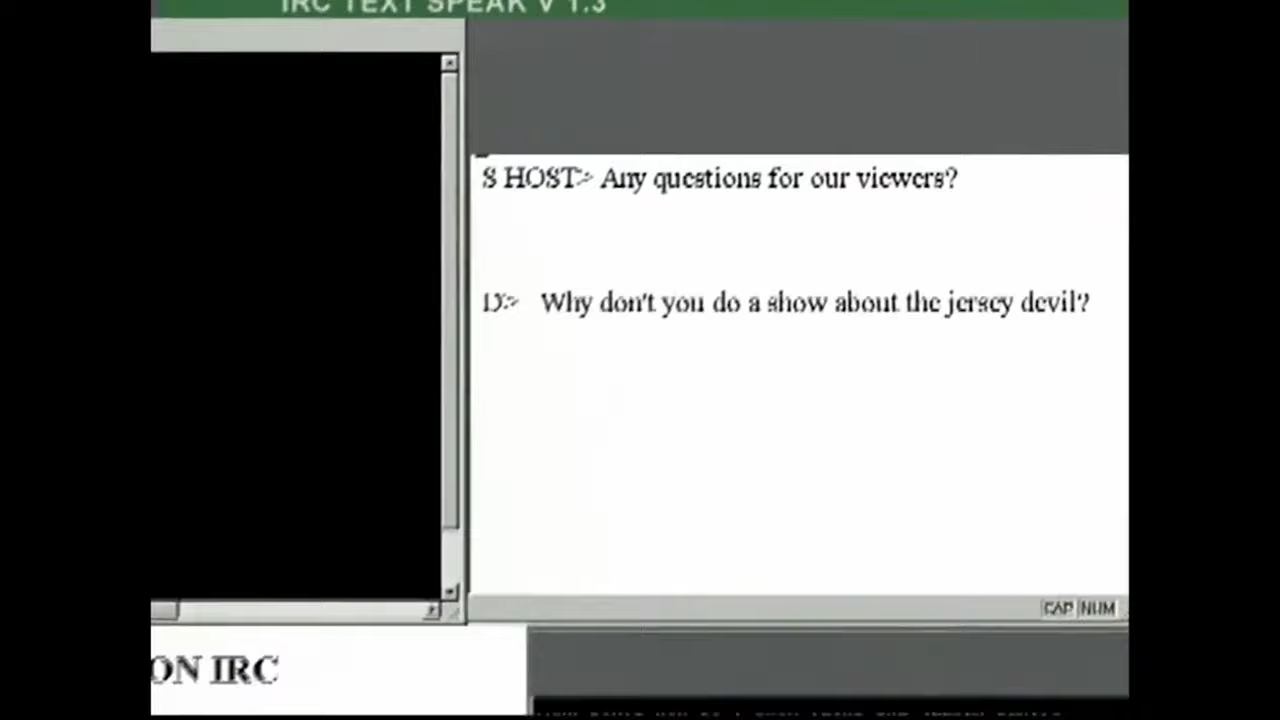 IRC TEXT SPEAK V 1.3
S HOST> Any questions for our viewers?
D> Why don't you do a show about the jersey devil?
CAP NUM
ON IRC